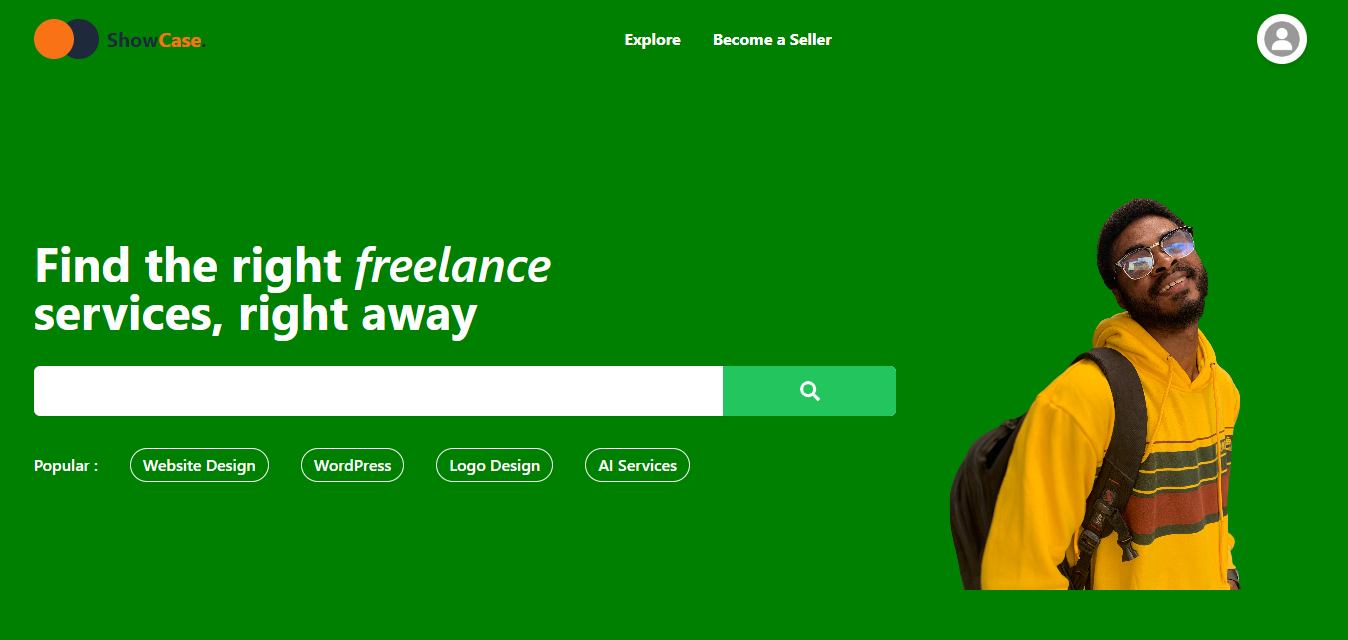 ShowCase.
Explore
Become a Seller
Find the right freelance
services, right away
Popular :
Website Design
WordPress
Logo Design
AI Services